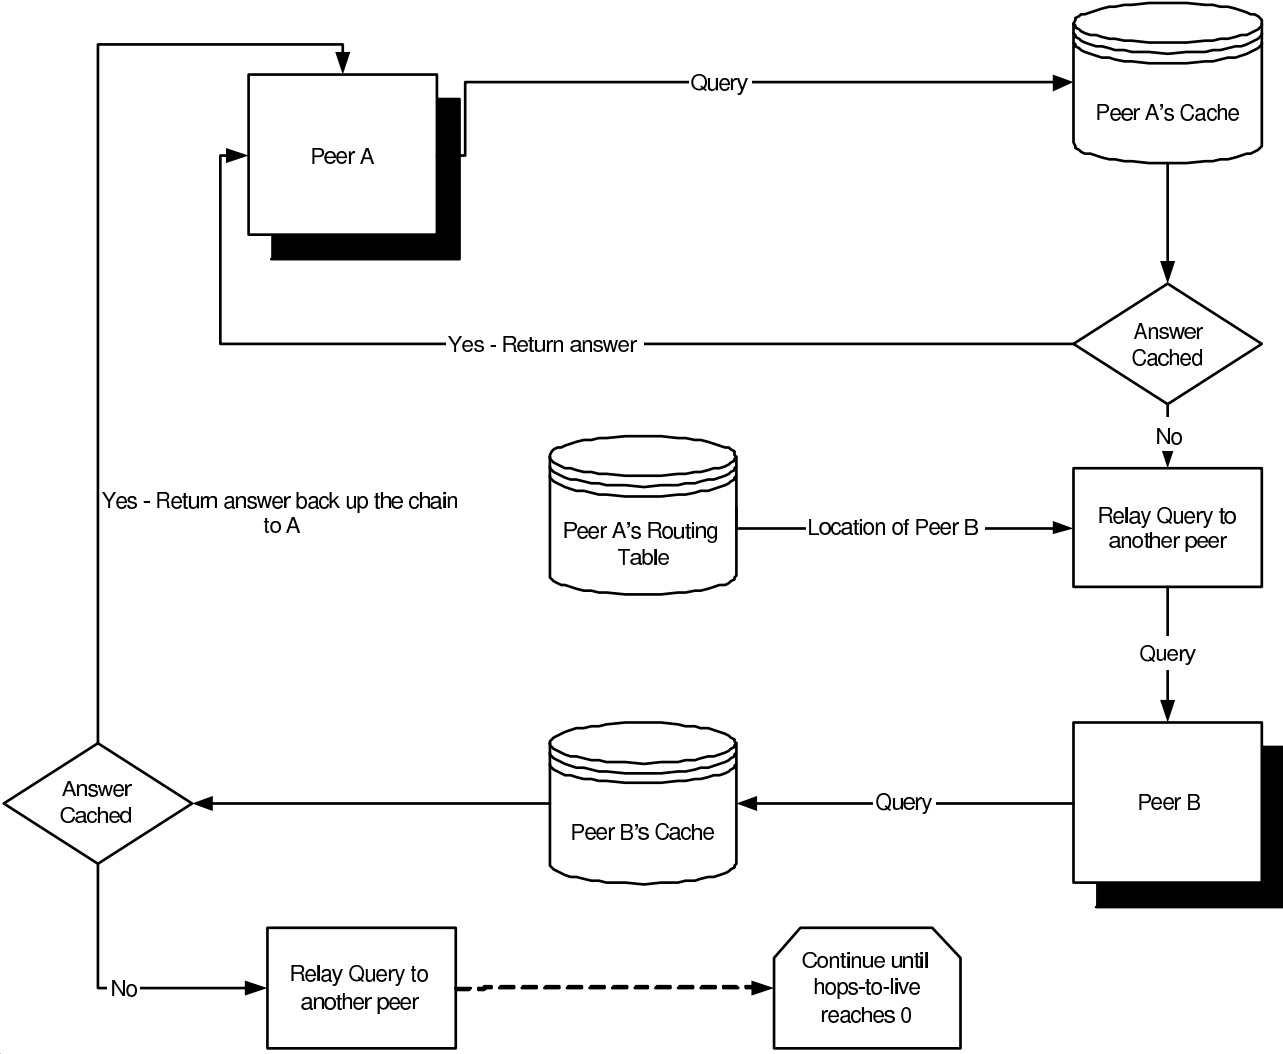 Query
Peer A's Cache
Peer A
Yes - Return answer
Answer
Cached
No
Yes - Return answer back up the chain
to A
Peer A's Routing
Table
Location of Peer B
Relay Query to
another peer
Query
Answer
Cached
Peer B's Cache
Query
Peer B
No
Relay Query to
another peer
Continue until
hops-to-live
reaches 0